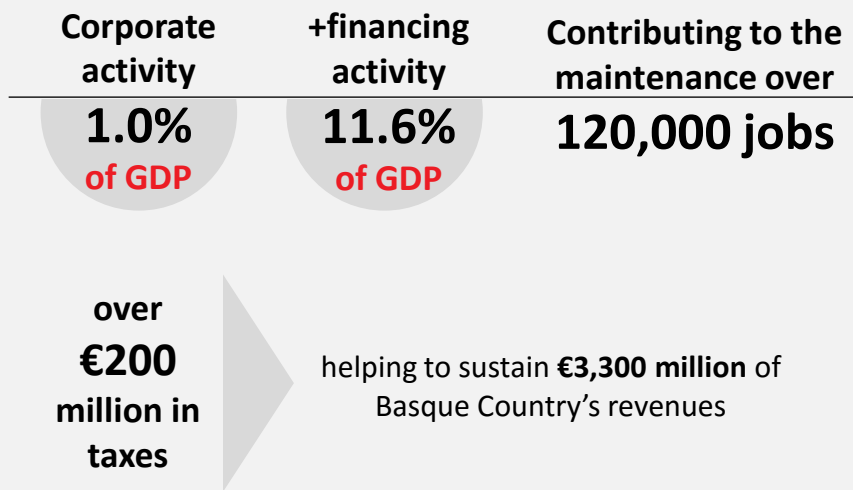 Corporate
activity
1.0%
of GDP
+financing
activity
11.6%
of GDP
Contributing to the
maintenance over
120,000 jobs
over
€200
million in
taxes
helping to sustain €3,300 million of
Basque Country’s revenues